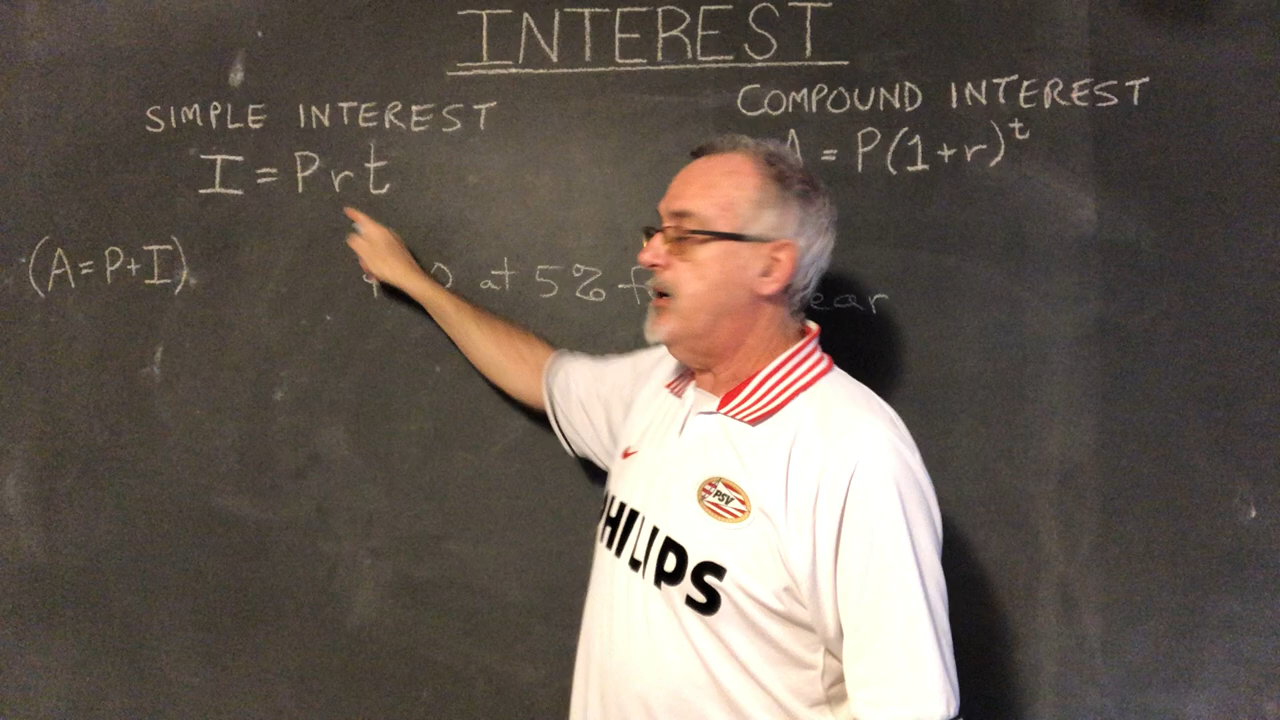 INTEREST
SIMPLE INTEREST
I = Prt
(A=P+I)
COMPOUND INTEREST
A = P(1+r)^t
at 5%
PSV
PHILIPS